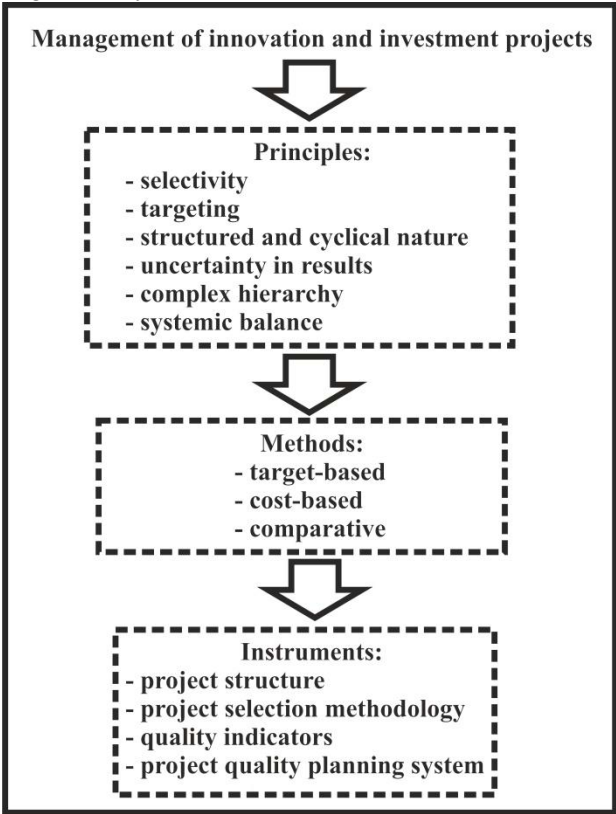 Management of innovation and investment projects
Principles:
- selectivity
- targeting
- structured and cyclical nature
- uncertainty in results
- complex hierarchy
- systemic balance
Methods:
- target-based
- cost-based
- comparative
Instruments:
- project structure
- project selection methodology
- quality indicators
- project quality planning system